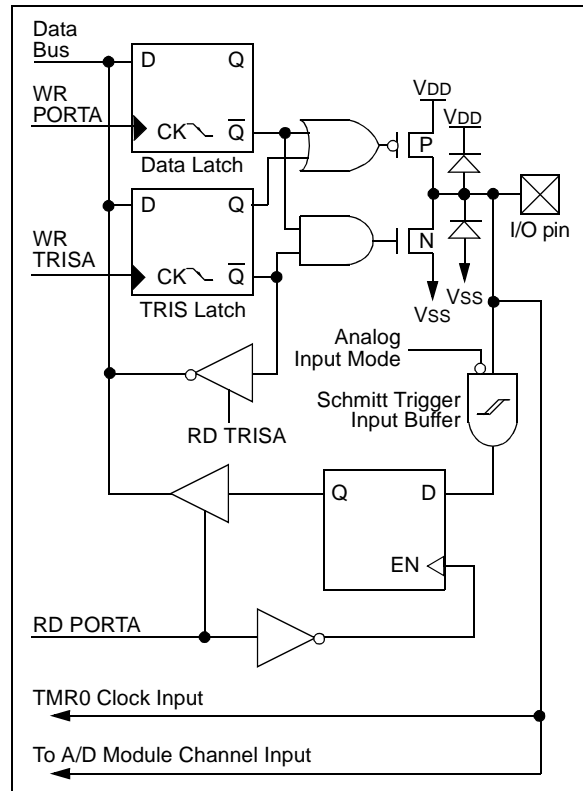 Data
Bus
D
Q
VDD
WR
PORTA
VDD
CK
Q
P
Data Latch
D
Q
I/O pin
WR
TRISA
N
CK
Q
VSS
VSS
TRIS Latch
Analog
Input Mode
Schmitt Trigger
Input Buffer
RD TRISA
Q
D
EN
RD PORTA
TMR0 Clock Input
To A/D Module Channel Input